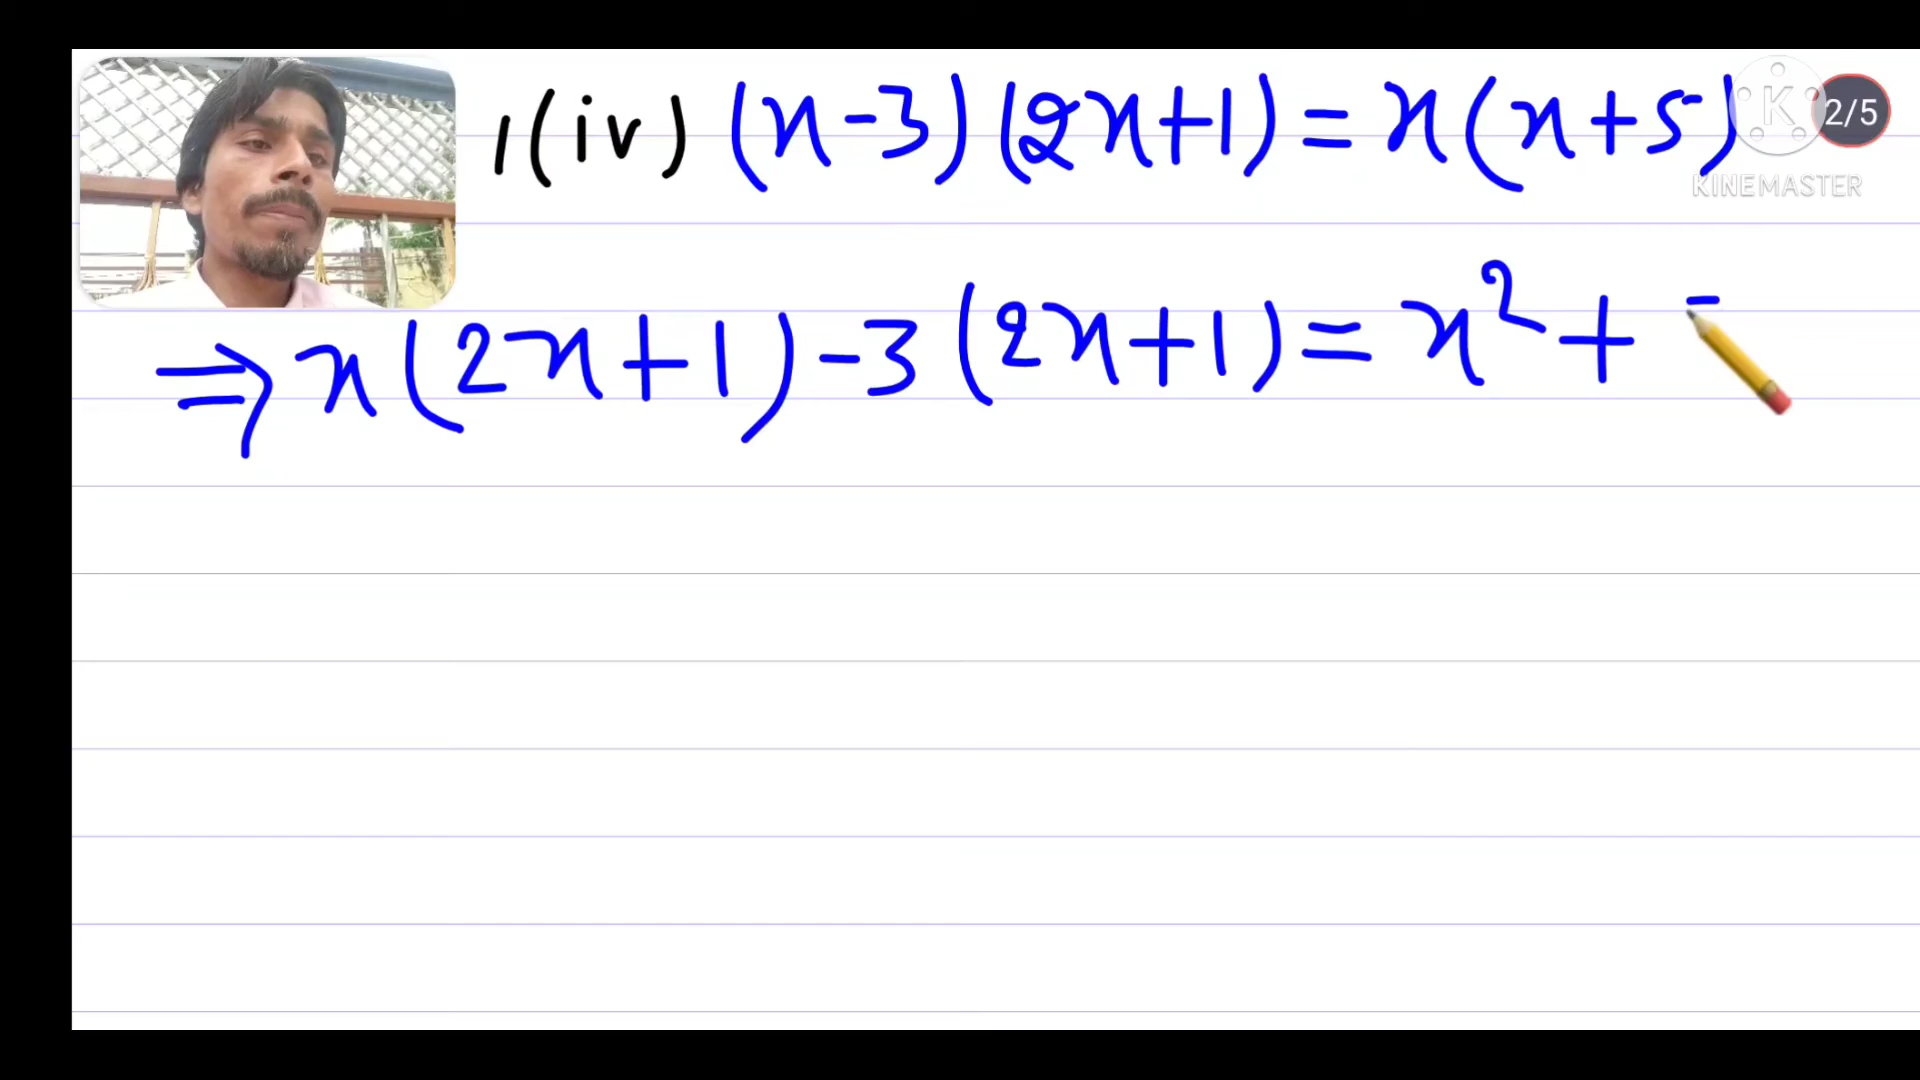 1(iv) (x-3)(2x+1)=x(x+5)
K 2/5
KINEMASTER
⇒x(2x+1)-3(2x+1)=x²+